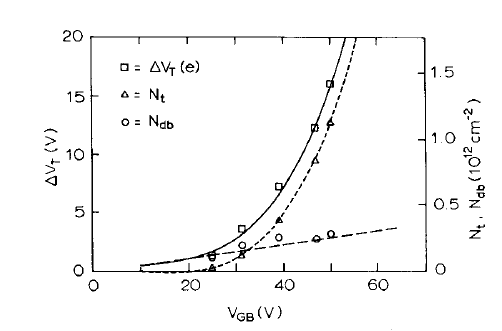 20
15
10
5
0
ΔV_T (V)
□ = ΔV_T (e)
△ = N_t
○ = N_db
1.5
1.0
0.5
0
N_t, N_db (10^12 cm^-2)
0 20 40 60
V_GB (V)